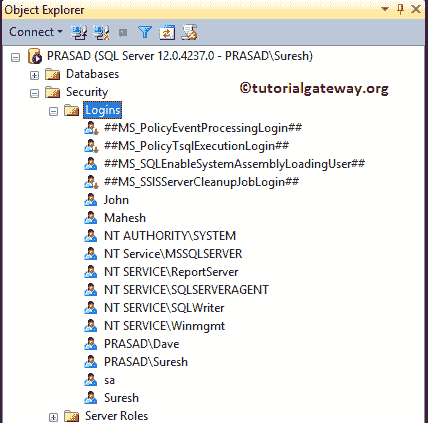 Object Explorer
Connect
PRASAD (SQL Server 12.0.4237.0 - PRASAD\Suresh)
Databases
©tutorialgateway.org
Security
Logins
##MS_PolicyEventProcessingLogin##
##MS_PolicyTsqlExecutionLogin##
##MS_SQLEnableSystemAssemblyLoadingUser##
##MS_SSISServerCleanupJobLogin##
John
Mahesh
NT AUTHORITY\SYSTEM
NT Service\MSSQLSERVER
NT SERVICE\ReportServer
NT SERVICE\SQLSERVERAGENT
NT SERVICE\SQLWriter
NT SERVICE\Winmgmt
PRASAD\Dave
PRASAD\Suresh
sa
Suresh
Server Roles